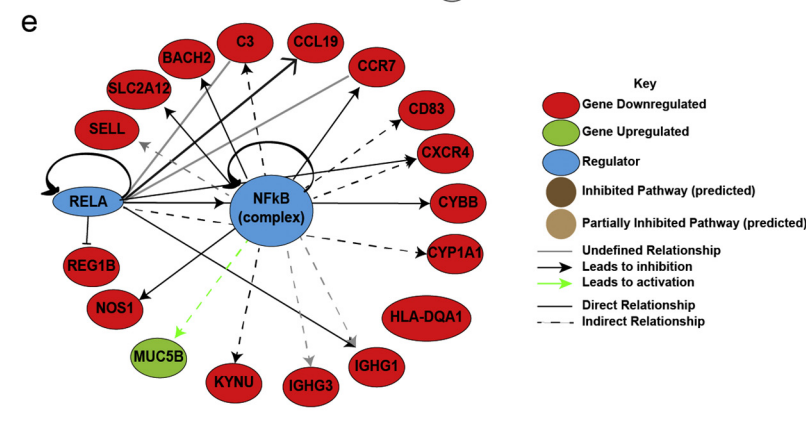 e
C3
CCL19
BACH2
CCR7
SLC2A12
CD83
SELL
CXCR4
RELA
NFkB
(complex)
CYBB
CYP1A1
REG1B
NOS1
HLA-DQA1
MUC5B
KYNU
IGHG3
IGHG1
Key
Gene Downregulated
Gene Upregulated
Regulator
Inhibited Pathway (predicted)
Partially Inhibited Pathway (predicted)
Undefined Relationship
Leads to inhibition
Leads to activation
Direct Relationship
Indirect Relationship